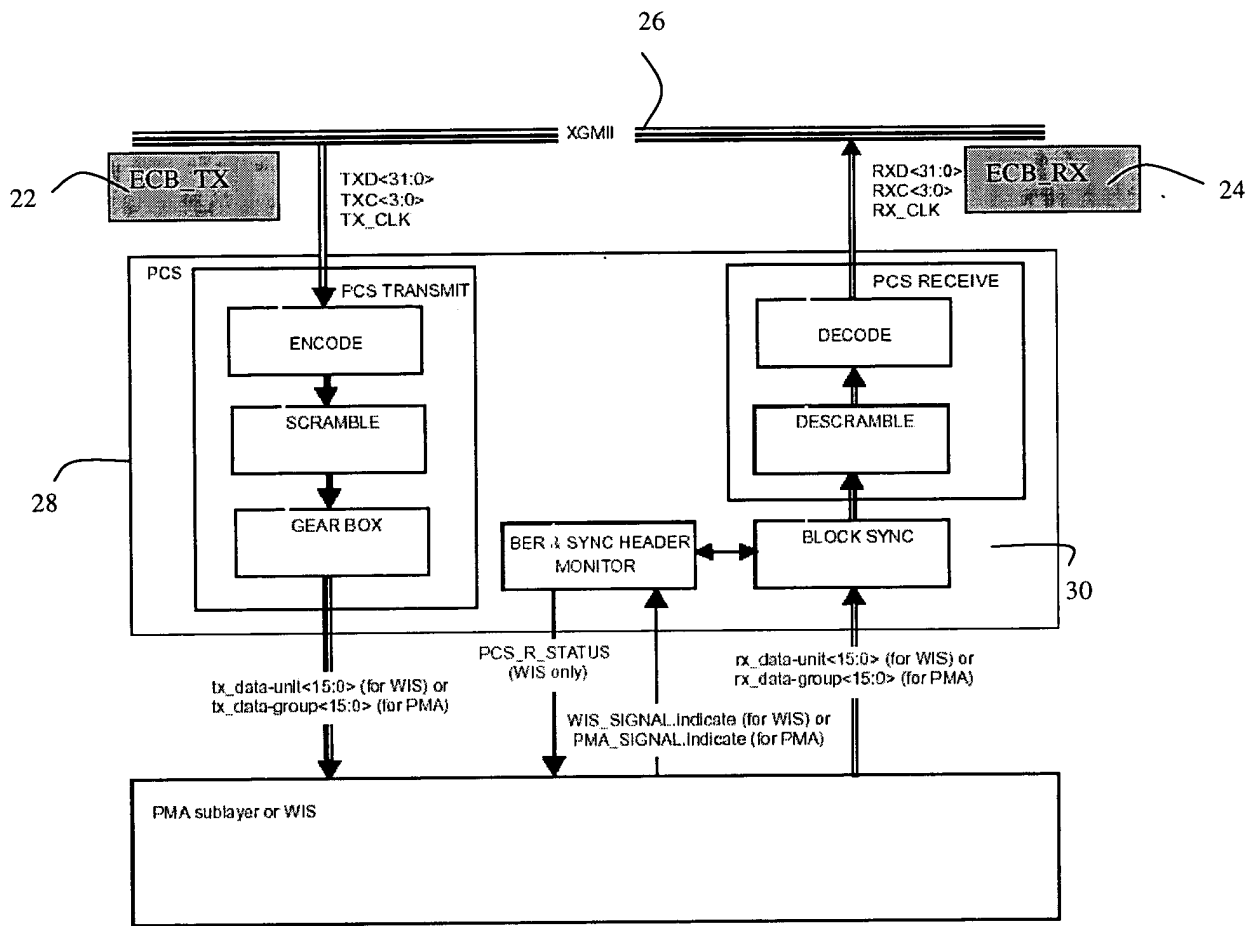 26
XGMII
22
ECB_TX
TXD<31:0>
TXC<3:0>
TX_CLK
RXD<31:0>
RXC<3:0>
RX_CLK
ECB_RX
24
PCS
PCS TRANSMIT
ENCODE
SCRAMBLE
GEAR BOX
28
PCS RECEIVE
DECODE
DESCRAMBLE
BER & SYNC HEADER
MONITOR
BLOCK SYNC
30
PCS_R_STATUS
(WIS only)
tx_data-unit<15:0> (for WIS) or
tx_data-group<15:0> (for PMA)
WIS_SIGNAL.indicate (for WIS) or
PMA_SIGNAL.indicate (for PMA)
rx_data-unit<15:0> (for WIS) or
rx_data-group<15:0> (for PMA)
PMA sublayer or WIS